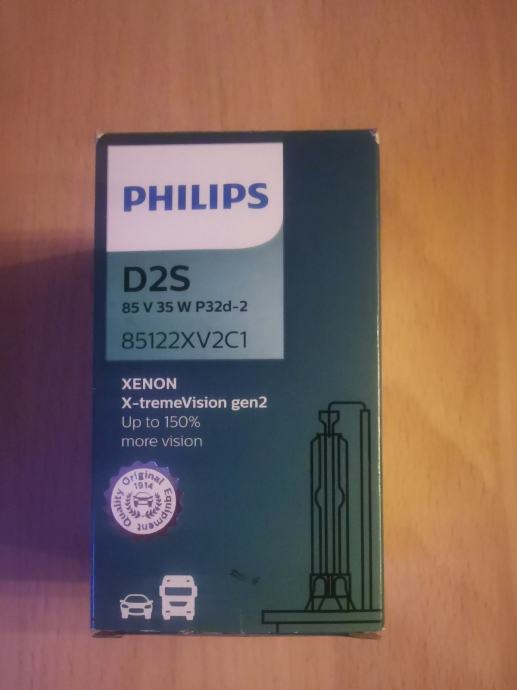 PHILIPS
D2S
85 V 35 W P32d-2
85122XV2C1
XENON
X-tremeVision gen2
Up to 150%
more vision
Quality Original Equipment
1914